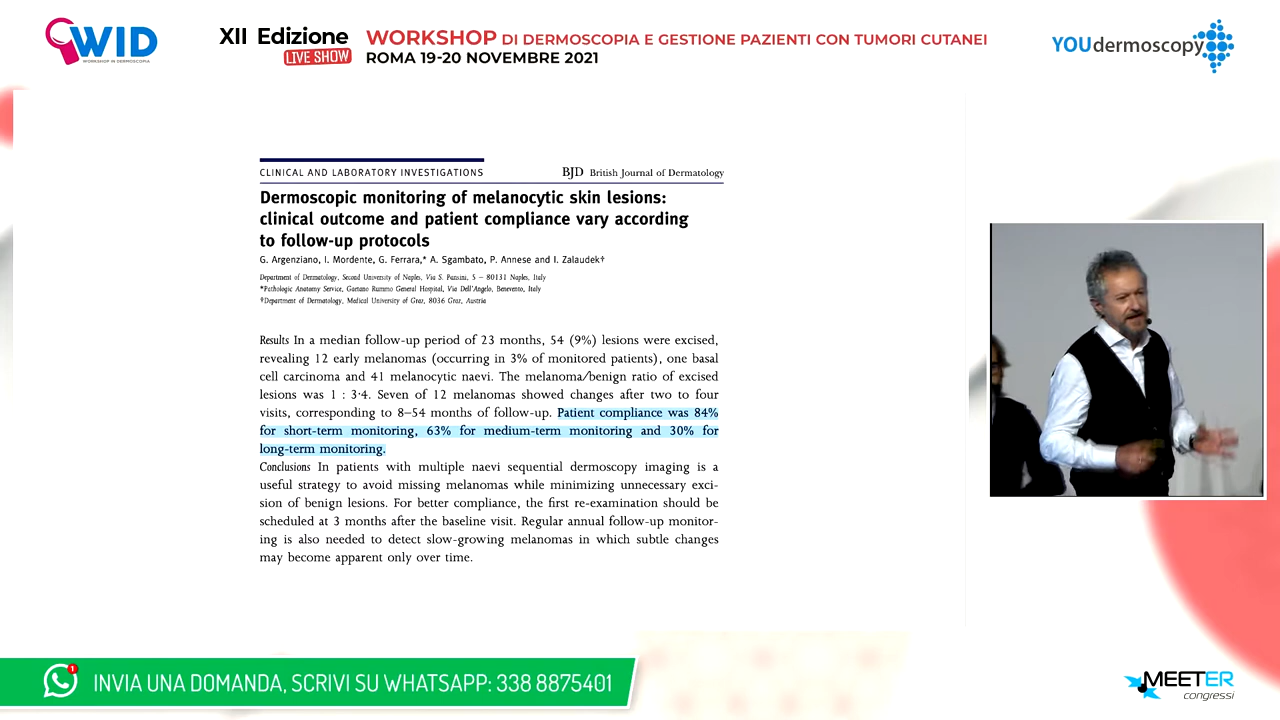 WID
WORKSHOP IN DERMOSCOPIA
XII Edizione
LIVE SHOW
WORKSHOP DI DERMOSCOPIA E GESTIONE PAZIENTI CON TUMORI CUTANEI
ROMA 19-20 NOVEMBRE 2021
YOUdermoscopy
CLINICAL AND LABORATORY INVESTIGATIONS
BJD British Journal of Dermatology
Dermoscopic monitoring of melanocytic skin lesions:
clinical outcome and patient compliance vary according
to follow-up protocols
G. Argenziano, I. Mordente, G. Ferrara,* A. Sgambato, P. Annese and I. Zalaudek†
Department of Dermatology, Second University of Naples, Via S. Pansini, 5 – 80131 Naples, Italy
*Pathologic Anatomy Service, Gaetano Rummo General Hospital, Via Dell'Angelo, Benevento, Italy
†Department of Dermatology, Medical University of Graz, 8036 Graz, Austria
Results In a median follow-up period of 23 months, 54 (9%) lesions were excised,
revealing 12 early melanomas (occurring in 3% of monitored patients), one basal
cell carcinoma and 41 melanocytic naevi. The melanoma/benign ratio of excised
lesions was 1 : 3·4. Seven of 12 melanomas showed changes after two to four
visits, corresponding to 8–54 months of follow-up. Patient compliance was 84%
for short-term monitoring, 63% for medium-term monitoring and 30% for
long-term monitoring.
Conclusions In patients with multiple naevi sequential dermoscopy imaging is a
useful strategy to avoid missing melanomas while minimizing unnecessary exci-
sion of benign lesions. For better compliance, the first re-examination should be
scheduled at 3 months after the baseline visit. Regular annual follow-up monitor-
ing is also needed to detect slow-growing melanomas in which subtle changes
may become apparent only over time.
1
INVIA UNA DOMANDA, SCRIVI SU WHATSAPP: 338 8875401
MEETER
congressi